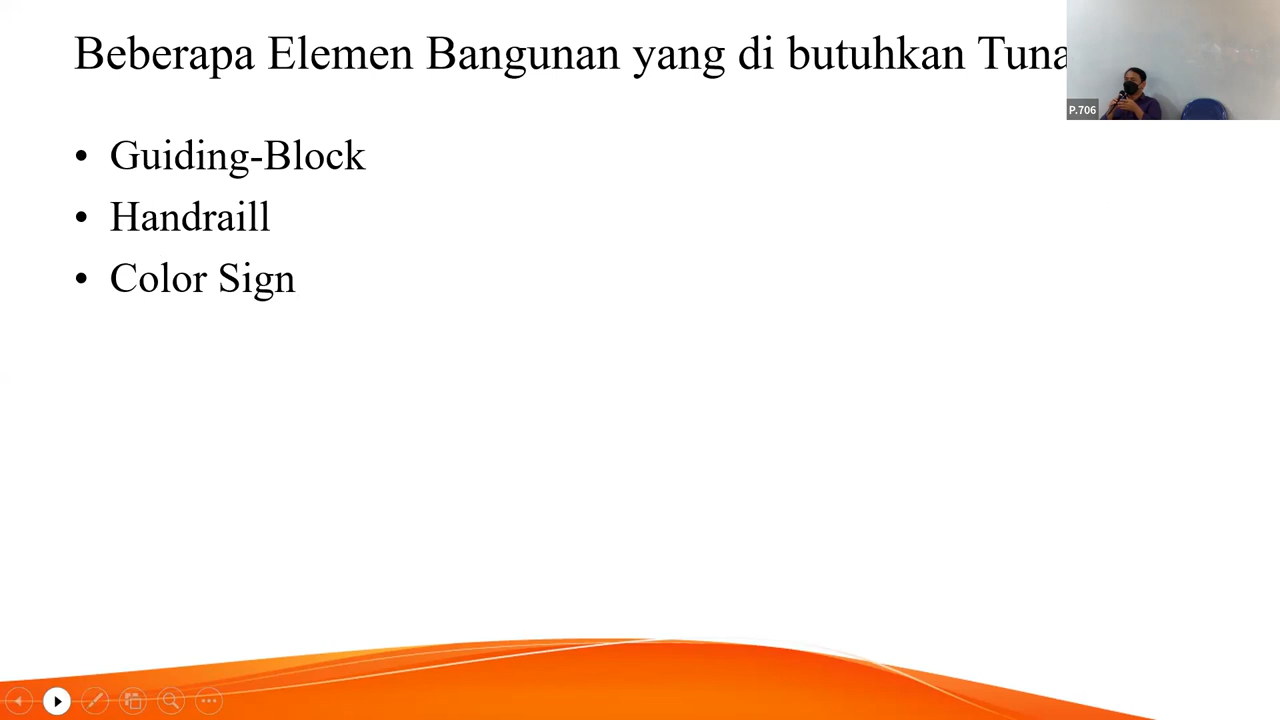 Beberapa Elemen Bangunan yang di butuhkan Tuna
• Guiding-Block
• Handraill
• Color Sign
P.706